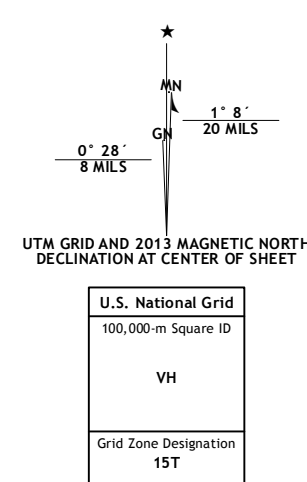 ★
MN
1° 8´
20 MILS
GN
0° 28´
8 MILS
UTM GRID AND 2013 MAGNETIC NORTH
DECLINATION AT CENTER OF SHEET
U.S. National Grid
100,000-m Square ID
VH
Grid Zone Designation
15T